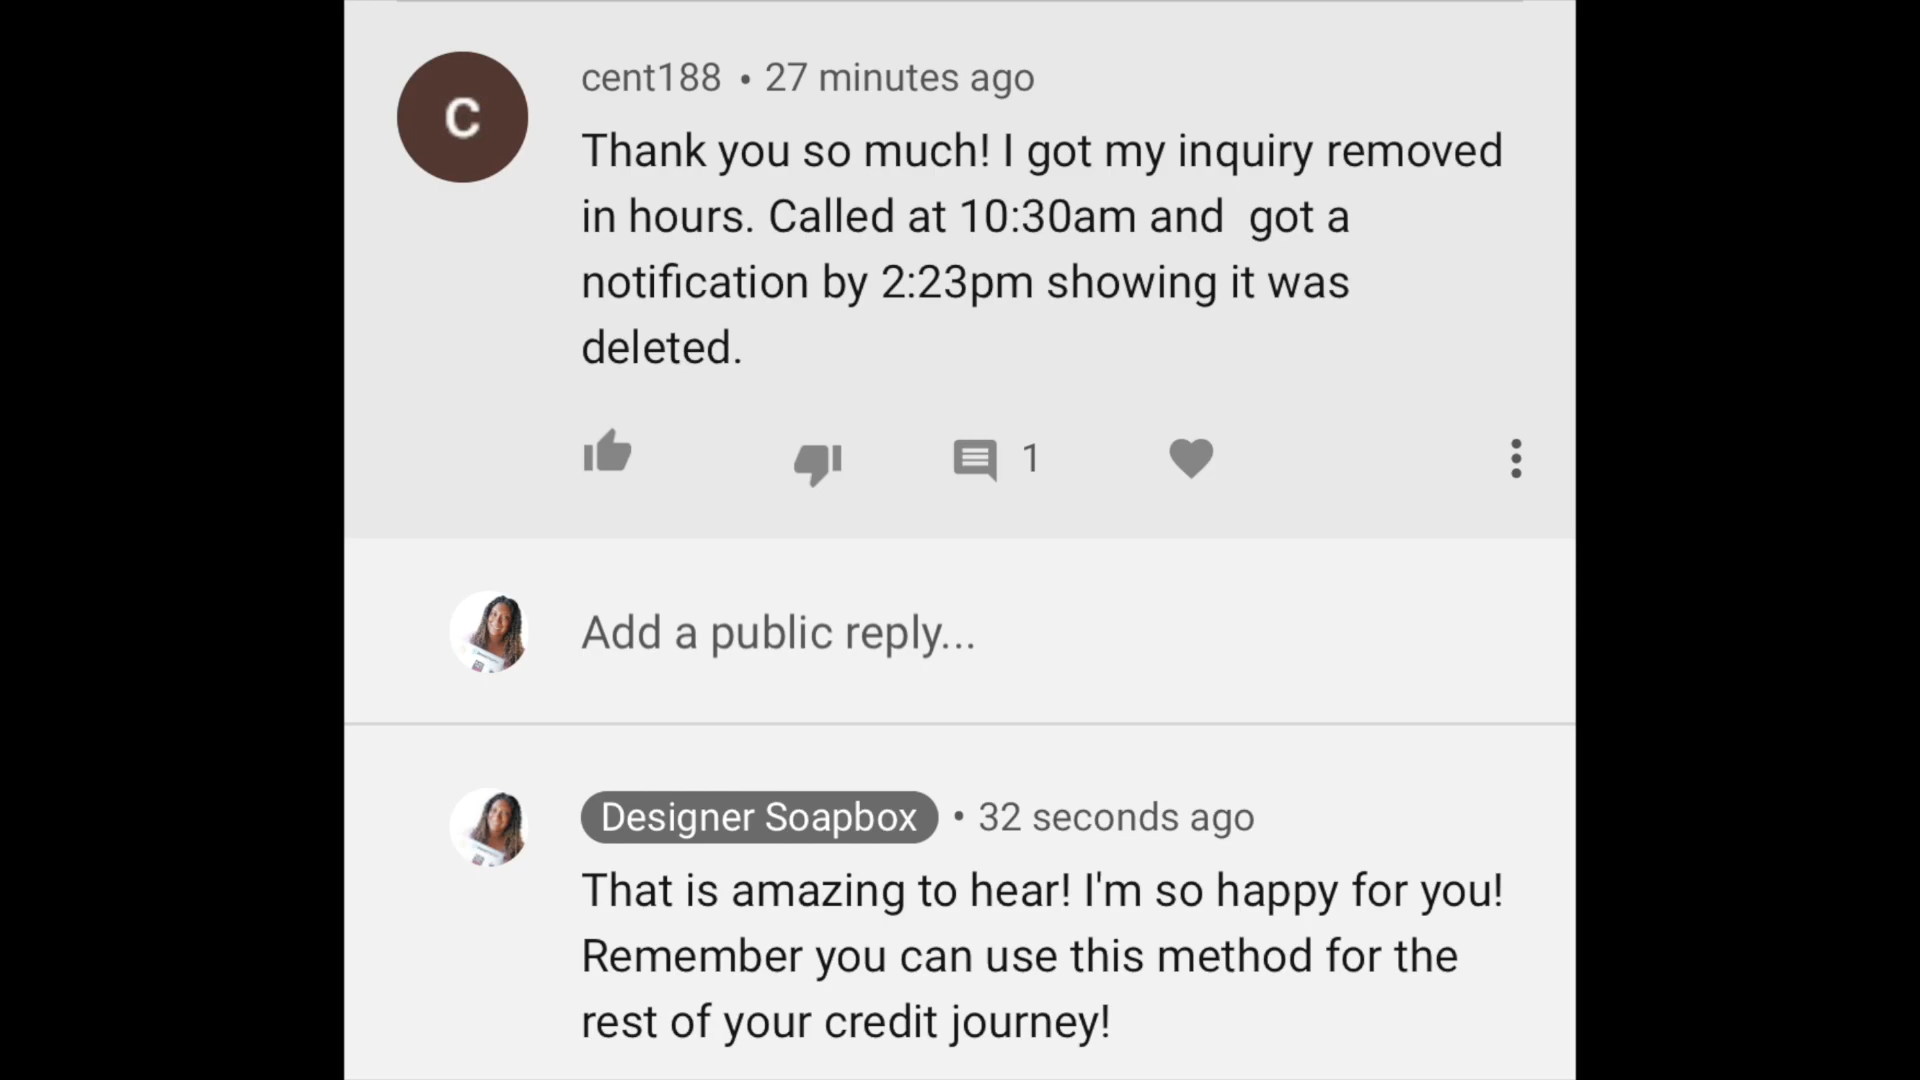 C
cent188 • 27 minutes ago
Thank you so much! I got my inquiry removed
in hours. Called at 10:30am and  got a
notification by 2:23pm showing it was
deleted.
1
Add a public reply...
Designer Soapbox • 32 seconds ago
That is amazing to hear! I'm so happy for you!
Remember you can use this method for the
rest of your credit journey!